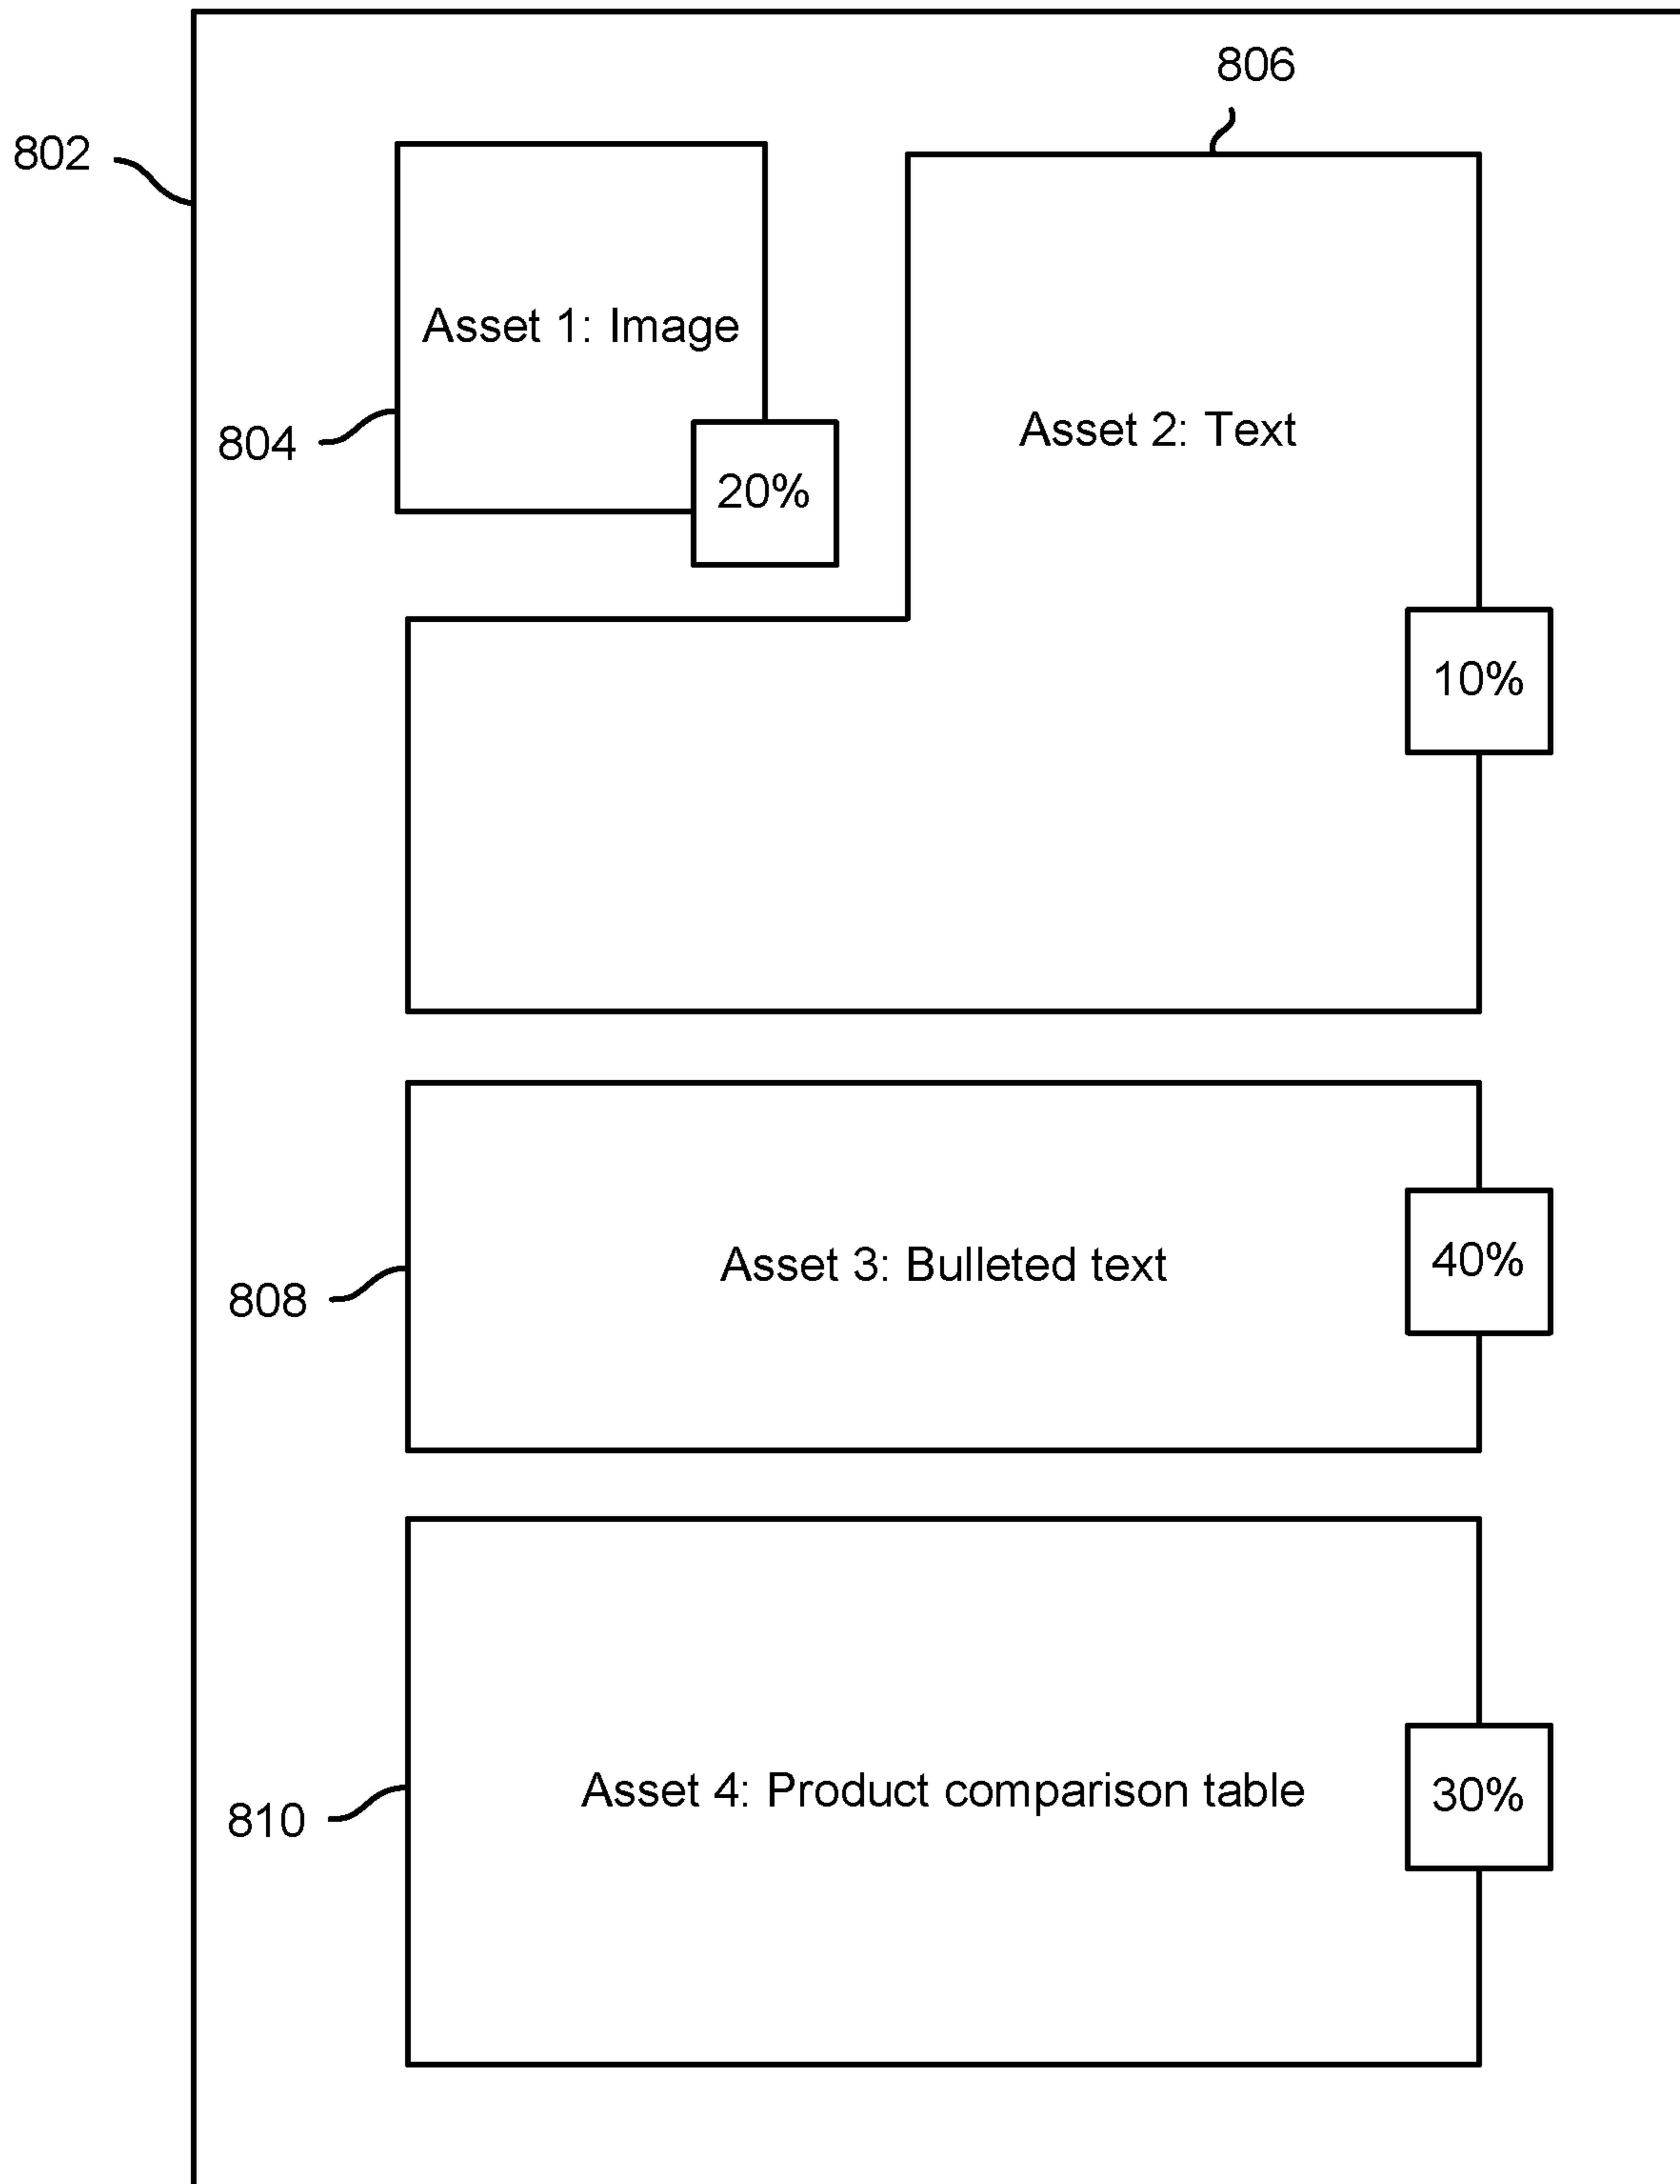 806
802
Asset 1: Image
Asset 2: Text
804
20%
10%
Asset 3: Bulleted text
40%
808
Asset 4: Product comparison table
30%
810